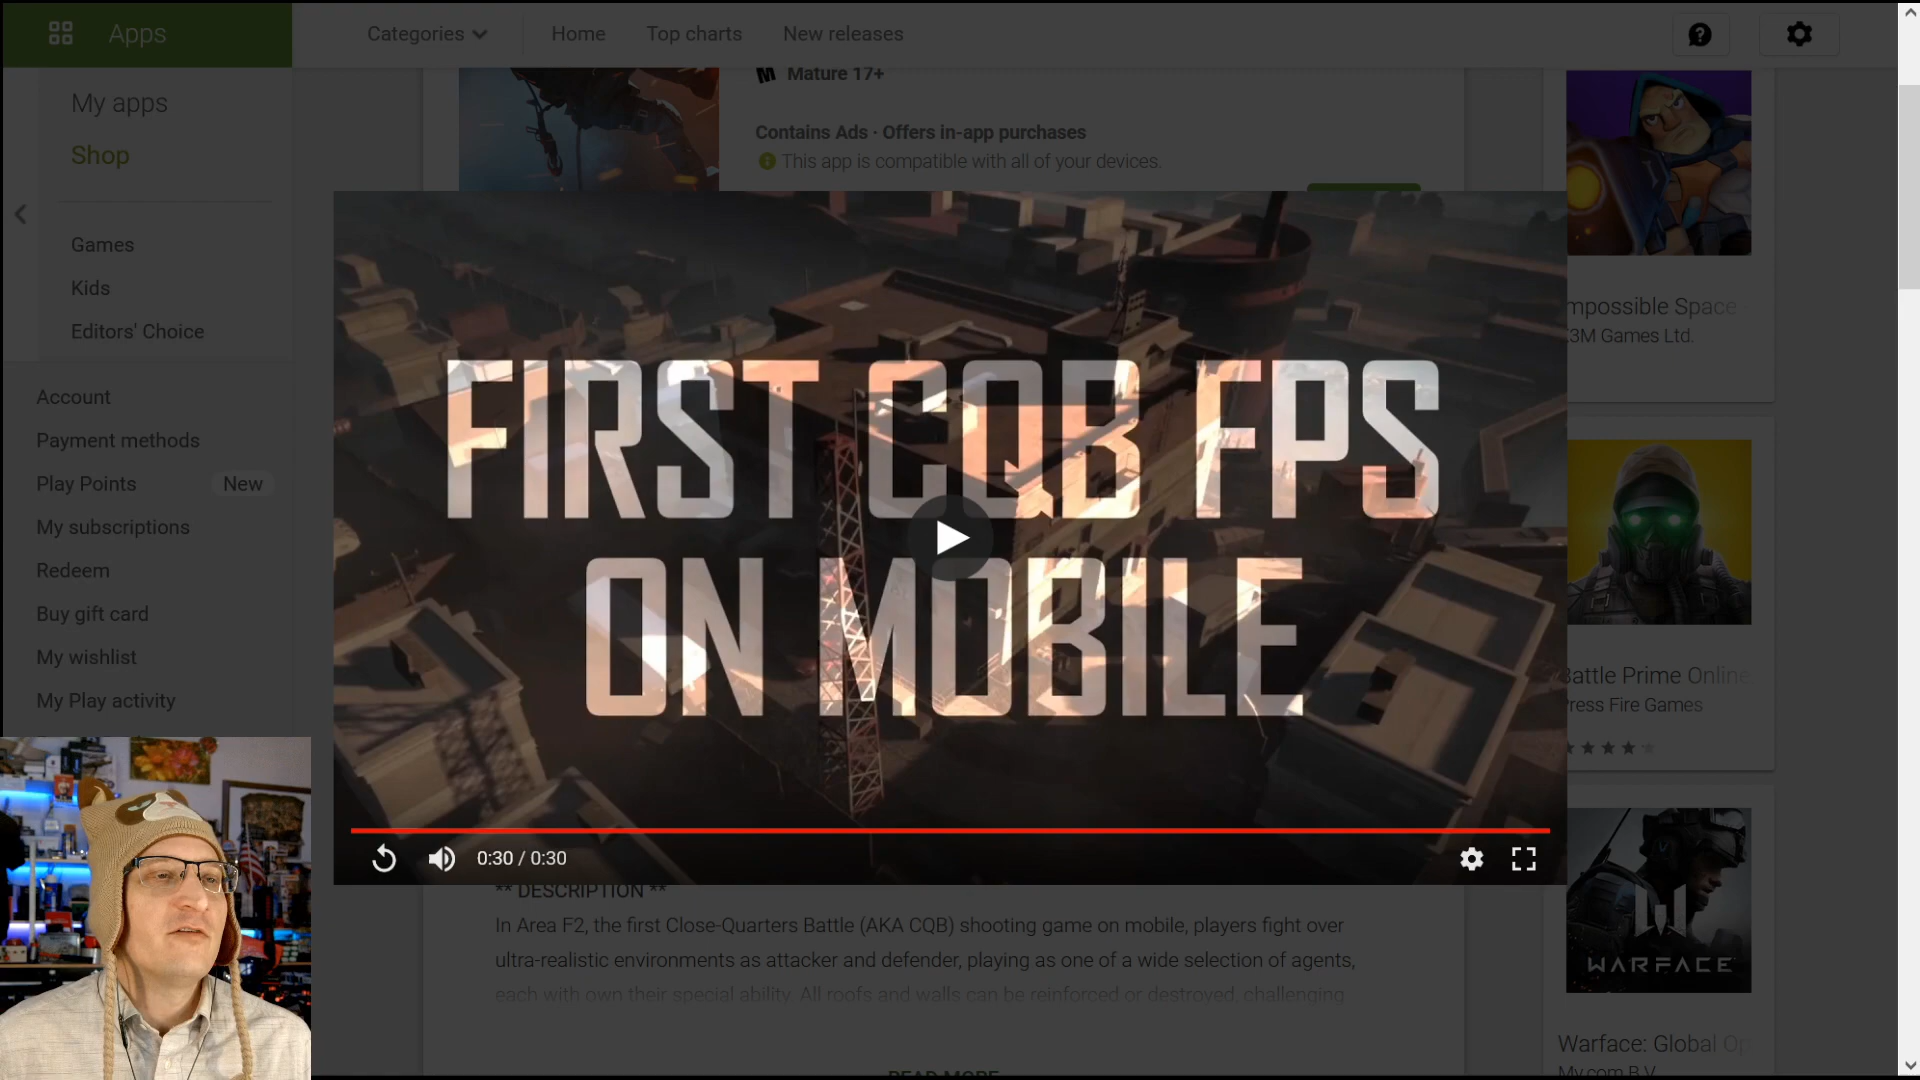 Apps
Categories
Home
Top charts
New releases
My apps
Shop
Games
Kids
Editors' Choice
Account
Payment methods
Play Points
New
My subscriptions
Redeem
Buy gift card
My wishlist
My Play activity
Mature 17+
Contains Ads · Offers in-app purchases
This app is compatible with all of your devices.
FIRST CQB FPS
ON MOBILE
0:30 / 0:30
** DESCRIPTION **
In Area F2, the first Close-Quarters Battle (AKA CQB) shooting game on mobile, players fight over
ultra-realistic environments as attacker and defender, playing as one of a wide selection of agents,
each with own their special ability. All roofs and walls can be reinforced or destroyed, challenging
READ MORE
mpossible Space
3M Games Ltd.
Battle Prime Online
Press Fire Games
WARFACE
Warface: Global Op
My.com B.V.